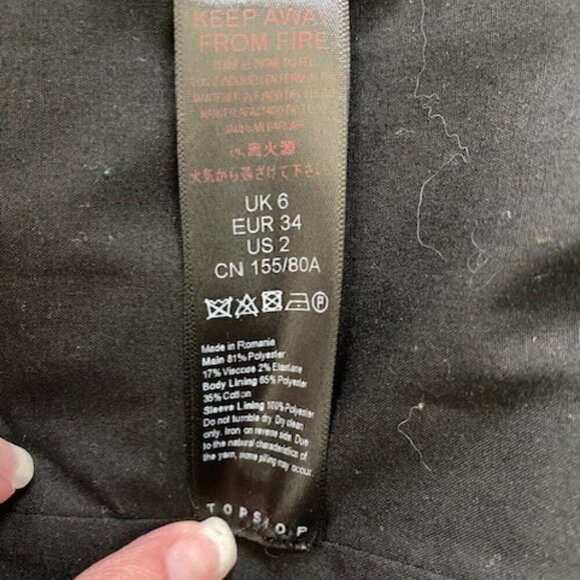 KEEP AWAY
FROM FIRE
火源
火気から遠ざけて下さい
UK 6
EUR 34
US 2
CN 155/80A
P
Made in Romania
Main 81% Polyester
17% Viscose 2% Elastane
Body Lining 65% Polyester
35% Cotton
Sleeve Lining 100% Polyester
Do not tumble dry. Dry clean
only. Iron on reverse side. Due
to the natural characteristics of
the yarn, some pilling may occur.
TOPSHOP